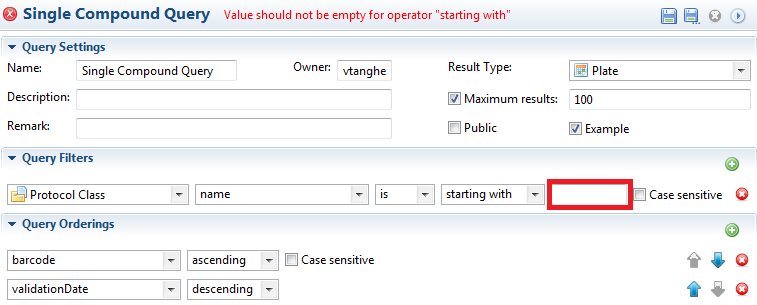 Single Compound Query Value should not be empty for operator "starting with"
Query Settings
Name: Single Compound Query Owner: vtanghe Result Type: Plate
Description: Maximum results: 100
Remark: Public Example
Query Filters
Protocol Class name is starting with Case sensitive
Query Orderings
barcode ascending Case sensitive
validationDate descending